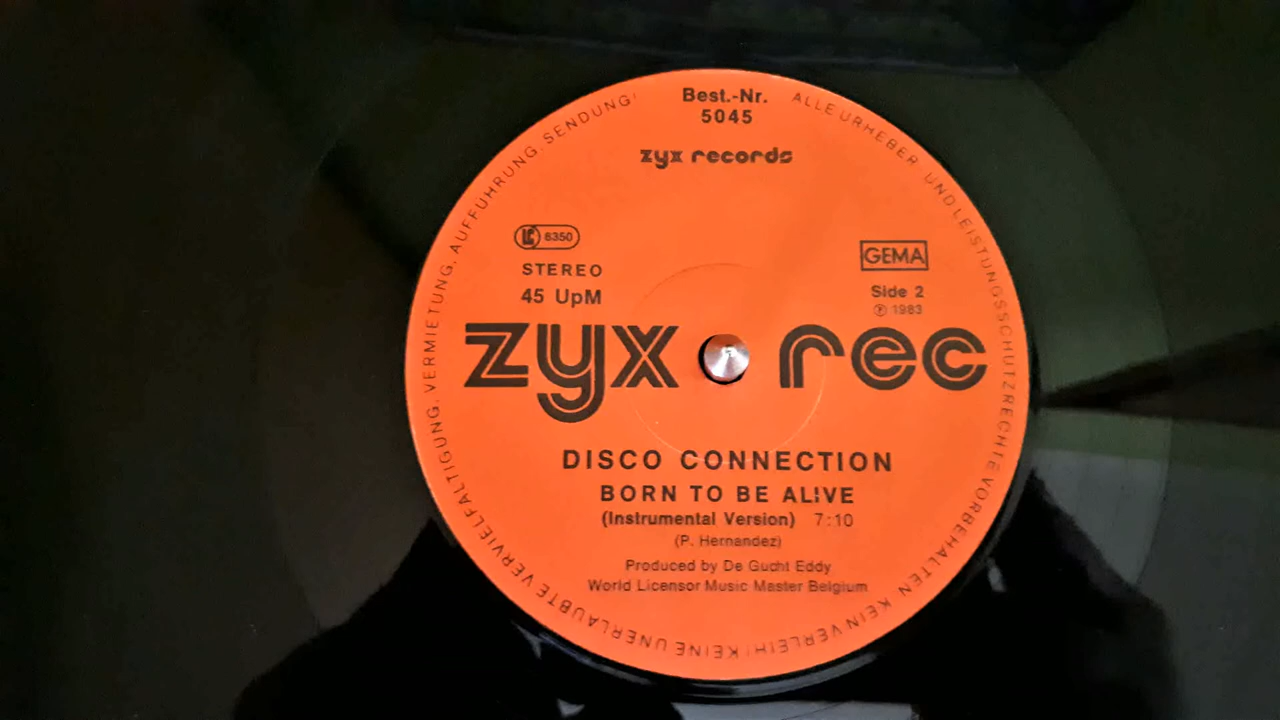 Best.-Nr.
5045
zyx records
LC 8350
STEREO
45 UpM
GEMA
Side 2
Ⓟ 1983
zyx rec
DISCO CONNECTION
BORN TO BE ALIVE
(Instrumental Version) 7:10
(P. Hernandez)
Produced by De Gucht Eddy
World Licensor Music Master Belgium
ALLE URHEBER UND LEISTUNGSSCHUTZRECHTE VORBEHALTEN KEIN VERLEIH! KEINE UNERLAUBTE VERVIELFÄLTIGUNG, VERMIETUNG, AUFFÜHRUNG, SENDUNG!